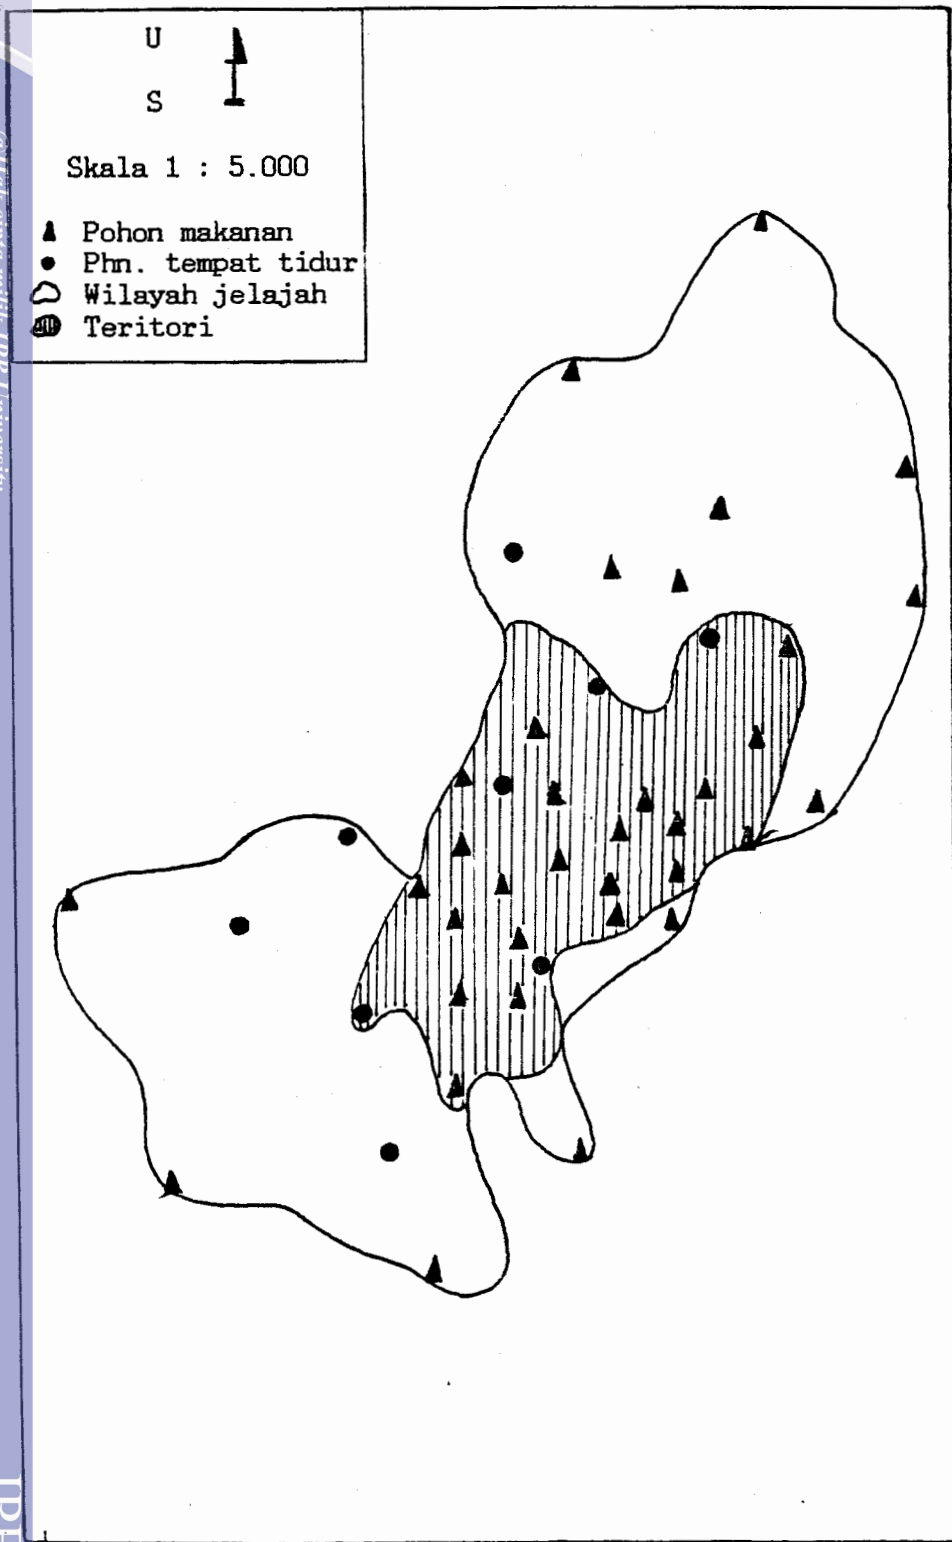 U
S
Skala 1 : 5.000
Pohon makanan
Phn. tempat tidur
Wilayah jelajah
Teritori